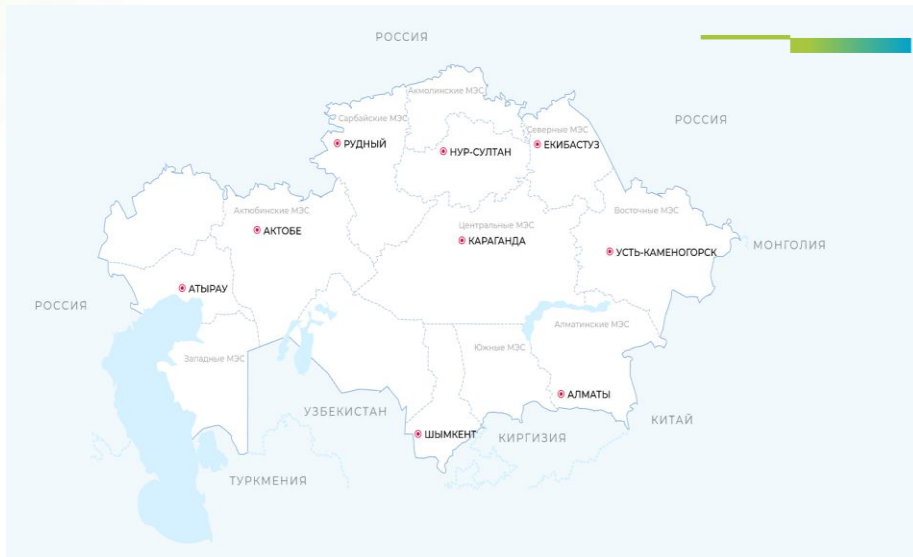 РОССИЯ
Акмолинские МЭС
Сарбайские МЭС
РОССИЯ
Северные МЭС
РУДНЫЙ
НУР-СУЛТАН
ЕКИБАСТУЗ
Актюбинские МЭС
Восточные МЭС
Центральные МЭС
АКТОБЕ
КАРАГАНДА
МОНГОЛИЯ
УСТЬ-КАМЕНОГОРСК
АТЫРАУ
РОССИЯ
Алматинские МЭС
Южные МЭС
Западные МЭС
АЛМАТЫ
УЗБЕКИСТАН
КИТАЙ
ШЫМКЕНТ
КИРГИЗИЯ
ТУРКМЕНИЯ